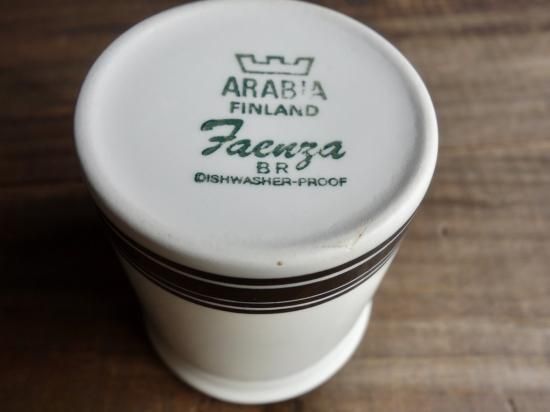 ARABIA
FINLAND
Faenza
BR
DISHWASHER-PROOF